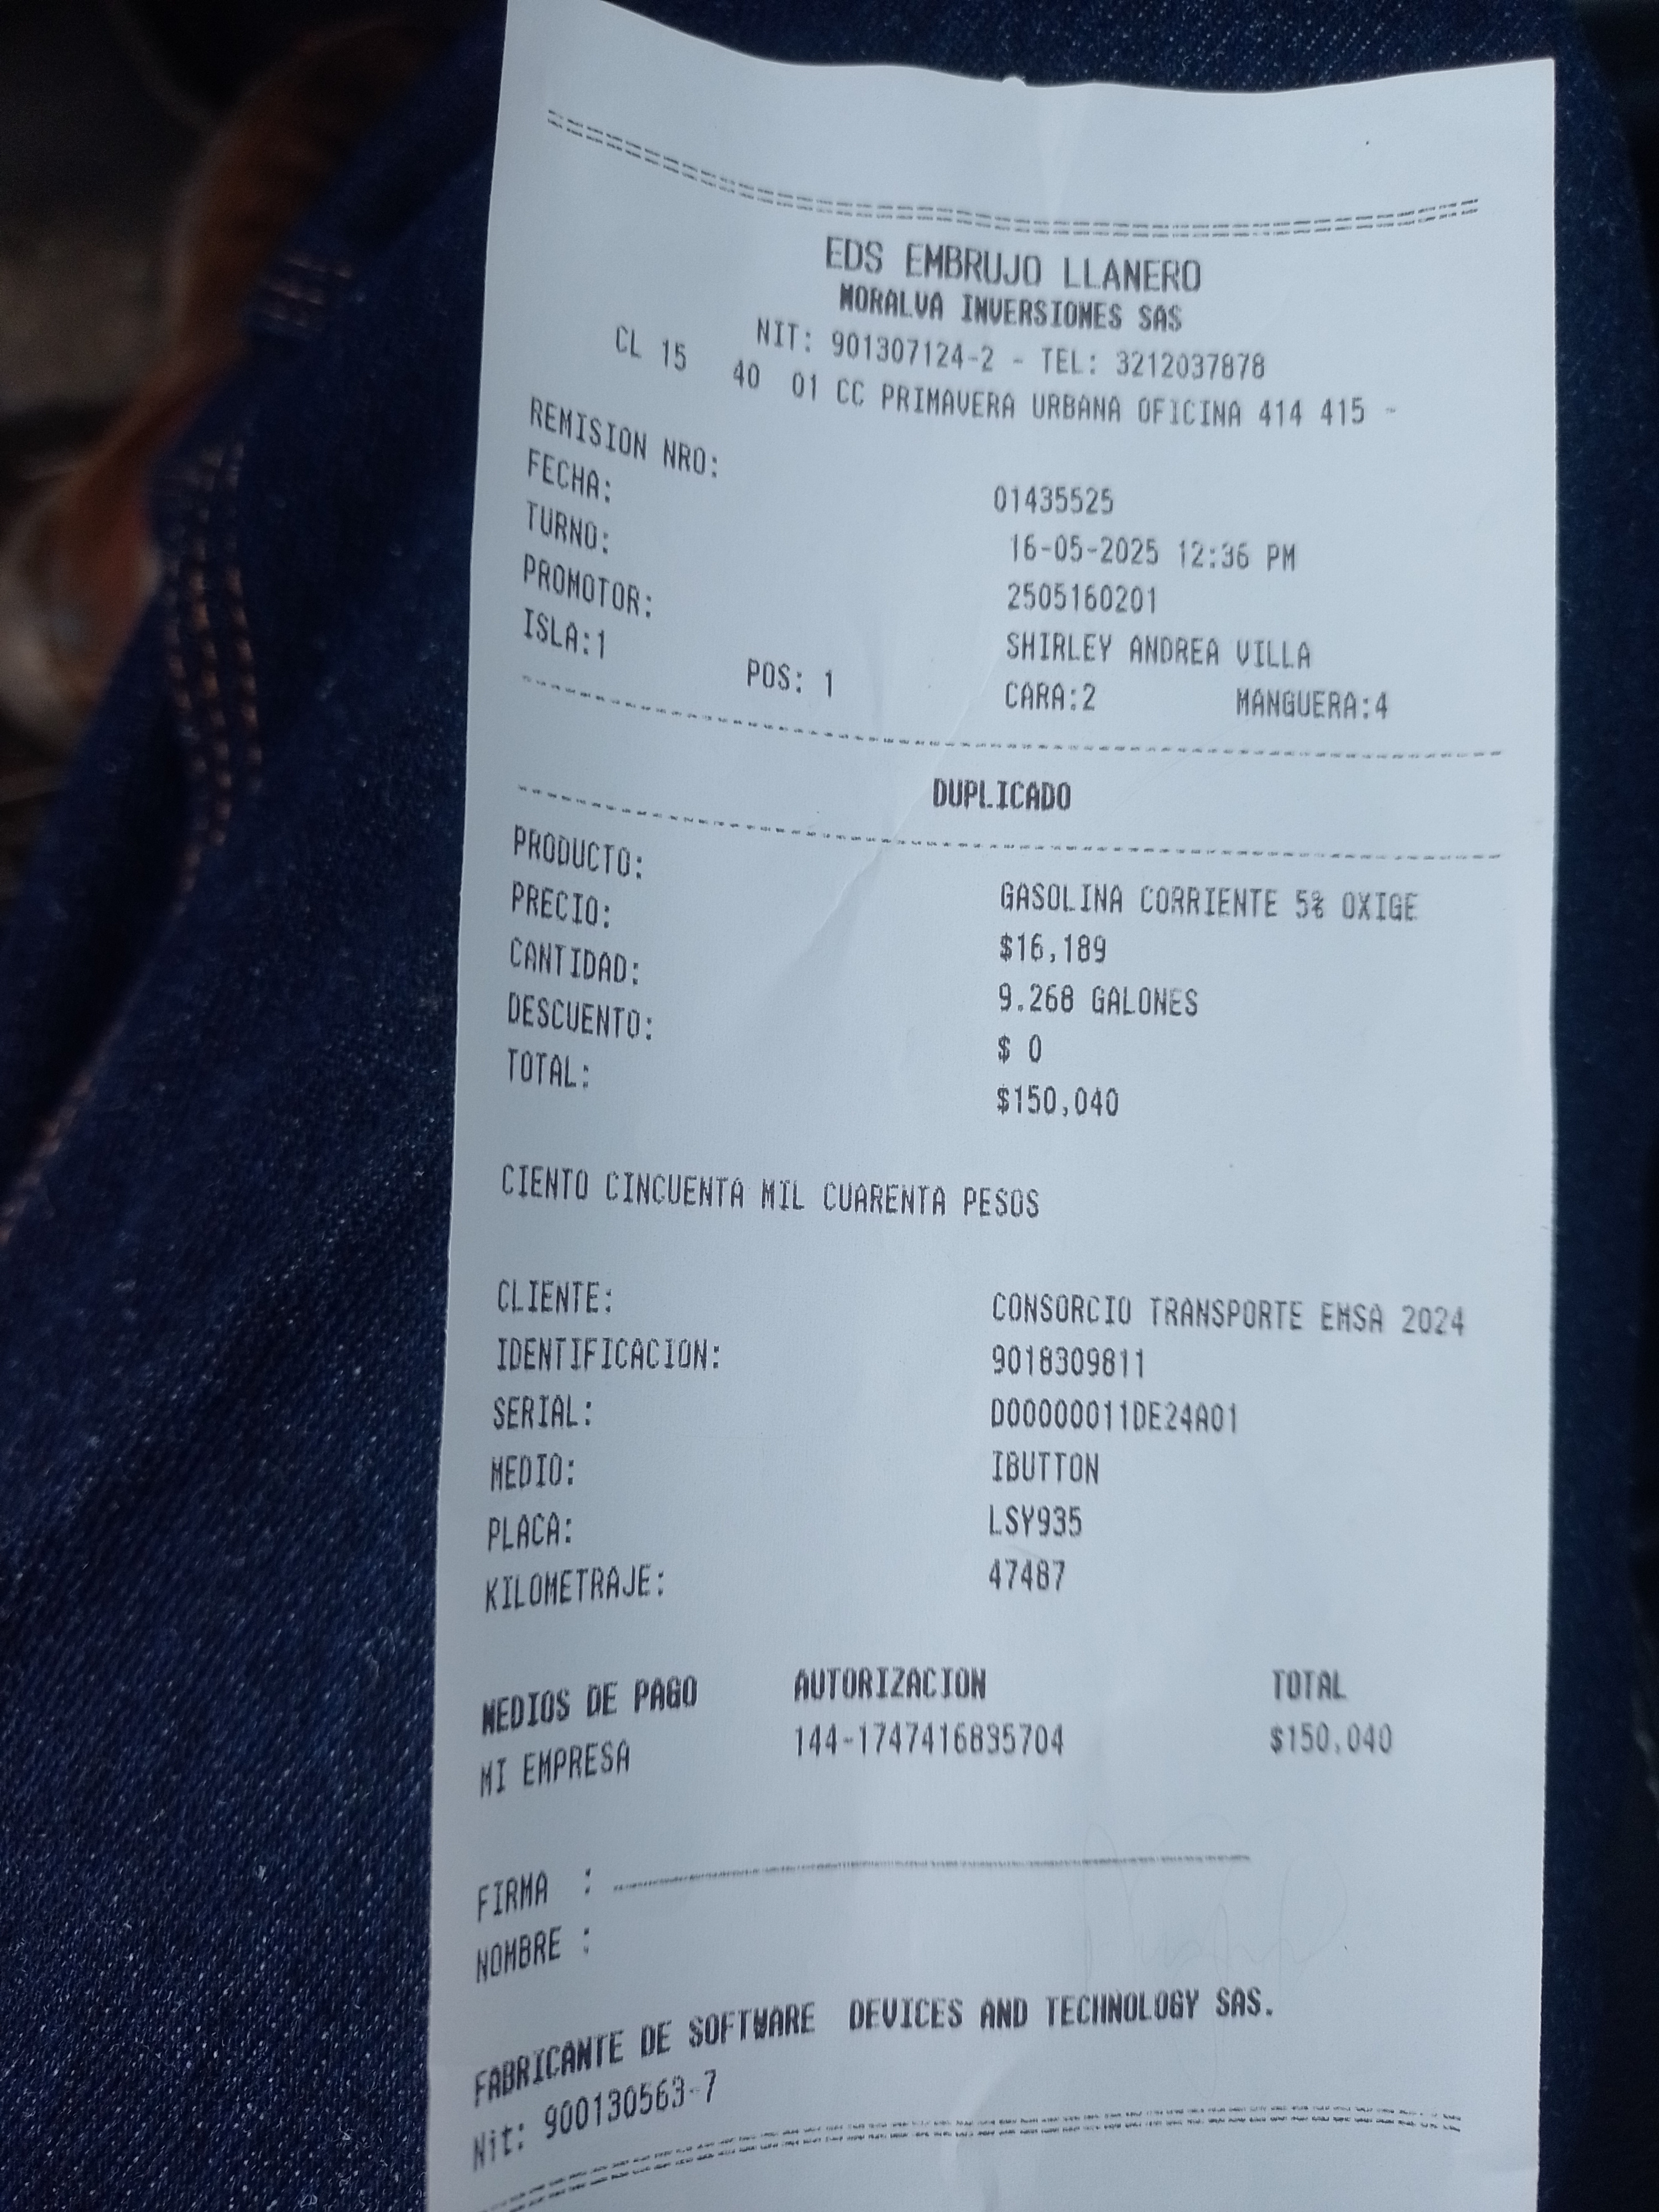 EDS EMBRUJO LLANERO
MORALVA INVERSIONES SAS
NIT: 901307124-2 - TEL: 3212037878
CL 15 40 01 CC PRIMAVERA URBANA OFICINA 414 415 -
REMISION NRO: 01435525
FECHA: 16-05-2025 12:36 PM
TURNO: 2505160201
PROMOTOR: SHIRLEY ANDREA VILLA
ISLA:1 POS: 1 CARA:2 MANGUERA:4
DUPLICADO
PRODUCTO: GASOLINA CORRIENTE 5% OXIGE
PRECIO: $16,189
CANTIDAD: 9.268 GALONES
DESCUENTO: $ 0
TOTAL: $150,040
CIENTO CINCUENTA MIL CUARENTA PESOS
CLIENTE: CONSORCIO TRANSPORTE EMSA 2024
IDENTIFICACION: 9018309811
SERIAL: D00000011DE24A01
MEDIO: IBUTTON
PLACA: LSY935
KILOMETRAJE: 47487
MEDIOS DE PAGO AUTORIZACION TOTAL
MI EMPRESA 144-1747416835704 $150,040
FIRMA :
NOMBRE :
FABRICANTE DE SOFTWARE DEVICES AND TECHNOLOGY SAS.
Nit: 900130563-7